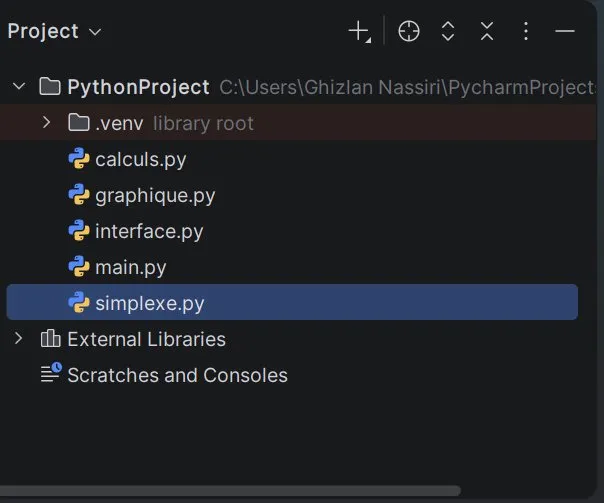 Project
PythonProject C:\Users\Ghizlan Nassiri\PycharmProjects
.venv library root
calculs.py
graphique.py
interface.py
main.py
simplexe.py
External Libraries
Scratches and Consoles